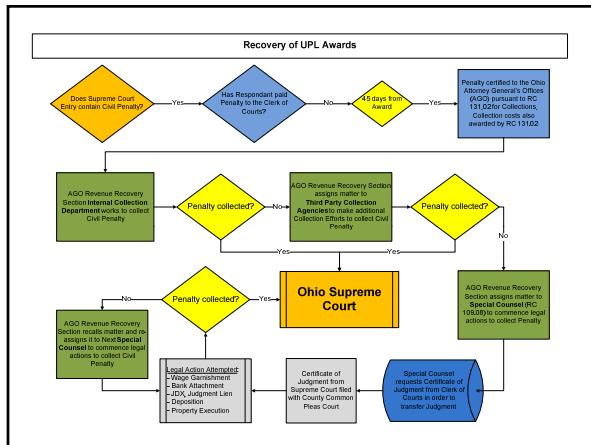 Recovery of UPL Awards
Does Supreme Court
Entry contain Civil Penalty?
Yes
Has Respondant paid
Penalty to the Clerk of
Courts?
No
45 days from
Award
Yes
Penalty certified to the Ohio
Attorney General's Offices
(AGO) pursuant to RC
131.02 for Collections,
Collection costs also
awarded by RC 131.02
AGO Revenue Recovery
Section Internal Collection
Department works to collect
Civil Penalty
Penalty collected?
No
AGO Revenue Recovery Section
assigns matter to
Third Party Collection
Agencies to make additional
Collection Efforts to collect Civil
Penalty
Penalty collected?
Yes
Yes
No
Ohio Supreme
Court
AGO Revenue Recovery
Section assigns matter to
Special Counsel (RC
109.08) to commence legal
actions to collect Penalty
Penalty collected?
No
Yes
AGO Revenue Recovery
Section recalls matter and re-
assigns it to Next Special
Counsel to commence legal
actions to collect Civil
Penalty
Legal Action Attempted:
– Wage Garnishment
– Bank Attachment
– JDX, Judgment Lien
– Deposition
– Property Execution
Certificate of
Judgment from
Supreme Court filed
with County Common
Pleas Court
Special Counsel
requests Certificate of
Judgment from Clerk of
Courts in order to
transfer Judgment